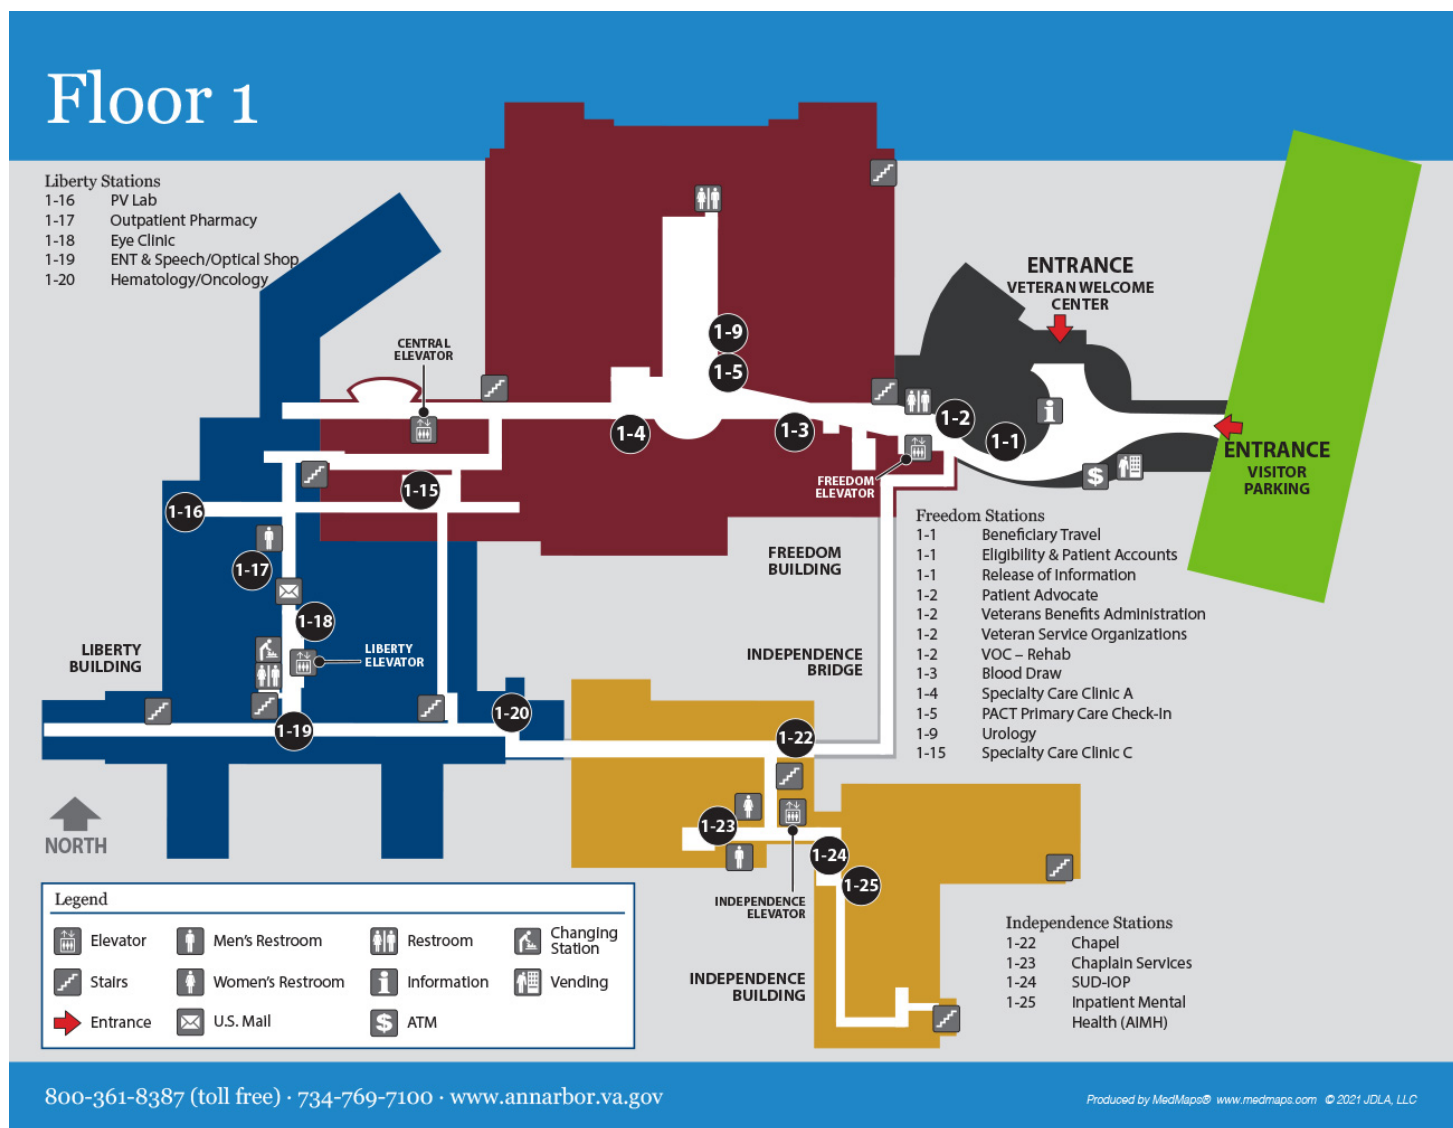 Floor 1
Liberty Stations
1-16 PV Lab
1-17 Outpatient Pharmacy
1-18 Eye Clinic
1-19 ENT & Speech/Optical Shop
1-20 Hematology/Oncology
ENTRANCE
VETERAN WELCOME
CENTER
CENTRAL
ELEVATOR
1-9
1-5
1-2
1-1
1-4
1-3
ENTRANCE
VISITOR
PARKING
FREEDOM
ELEVATOR
1-15
1-16
1-17
1-18
LIBERTY
BUILDING
LIBERTY
ELEVATOR
FREEDOM
BUILDING
INDEPENDENCE
BRIDGE
Freedom Stations
1-1 Beneficiary Travel
1-1 Eligibility & Patient Accounts
1-1 Release of Information
1-2 Patient Advocate
1-2 Veterans Benefits Administration
1-2 Veteran Service Organizations
1-2 VOC – Rehab
1-3 Blood Draw
1-4 Specialty Care Clinic A
1-5 PACT Primary Care Check-In
1-9 Urology
1-15 Specialty Care Clinic C
1-19
1-20
1-22
1-23
1-24
1-25
NORTH
INDEPENDENCE
ELEVATOR
INDEPENDENCE
BUILDING
Independence Stations
1-22 Chapel
1-23 Chaplain Services
1-24 SUD-IOP
1-25 Inpatient Mental
Health (AIMH)
Legend
Elevator
Men's Restroom
Restroom
Changing
Station
Stairs
Women's Restroom
Information
Vending
Entrance
U.S. Mail
$ ATM
800-361-8387 (toll free) · 734-769-7100 · www.annarbor.va.gov
Produced by MedMaps® www.medmaps.com © 2021 JDLA, LLC